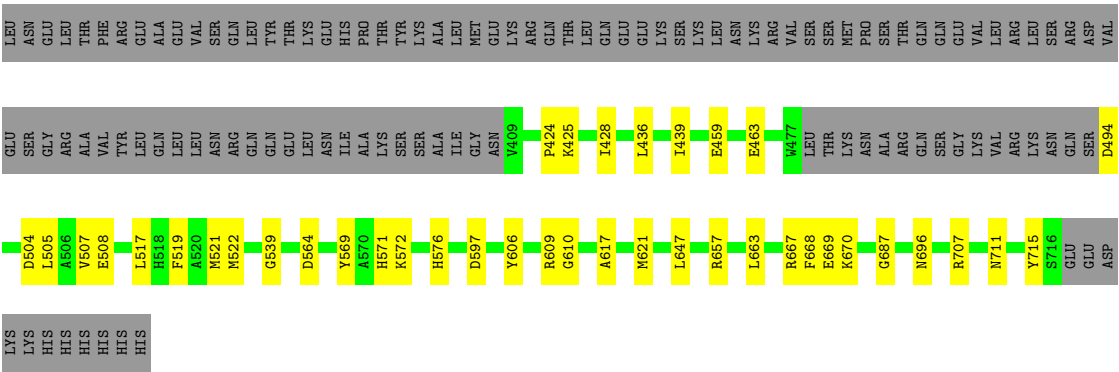 LEU ASN GLU LEU THR PHE ARG GLU ALA GLU VAL SER GLN LEU TYR THR LYS GLU HIS PRO THR TYR LYS ALA LEU MET GLU LYS ARG GLN THR LEU GLN GLU GLU LYS SER LYS LEU ASN LYS ARG VAL SER SER MET PRO SER THR GLN GLN GLU VAL LEU ARG LEU SER ARG ASP VAL
GLU SER GLY ARG ALA VAL TYR LEU GLN LEU LEU ASN ARG GLN GLN GLU LEU ASN ILE ALA LYS SER SER ALA ILE GLY ASN V409 P424 K425 I428 L436 I439 E459 E463 W477 LEU THR LYS ASN ALA ARG GLN SER GLY LYS VAL ARG LYS ASN GLN SER D494
D504 L505 A506 V507 E508 L517 H518 F519 A520 M521 M522 G539 D564 Y569 A570 H571 K572 H576 D597 Y606 R609 G610 A617 M621 L647 R657 L663 R667 F668 E669 K670 G687 N696 R707 N711 Y715 S716 GLU GLU ASP
LYS LYS HIS HIS HIS HIS HIS HIS